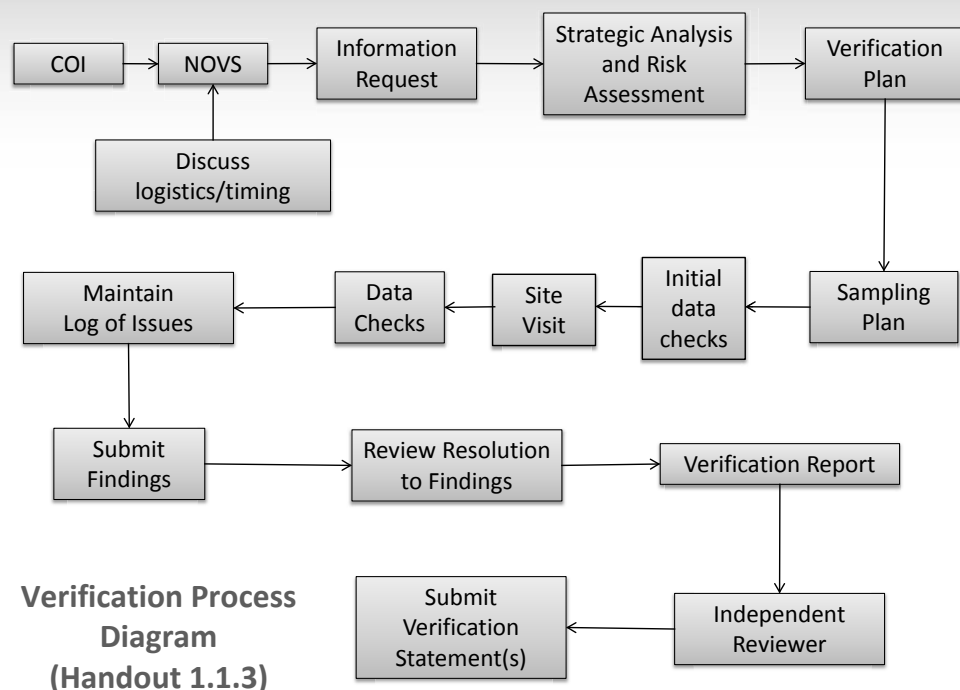 COI
NOVS
Information
Request
Strategic Analysis
and Risk
Assessment
Verification
Plan
Discuss
logistics/timing
Maintain
Log of Issues
Data
Checks
Site
Visit
Initial
data
checks
Sampling
Plan
Submit
Findings
Review Resolution
to Findings
Verification Report
Verification Process
Diagram
(Handout 1.1.3)
Submit
Verification
Statement(s)
Independent
Reviewer